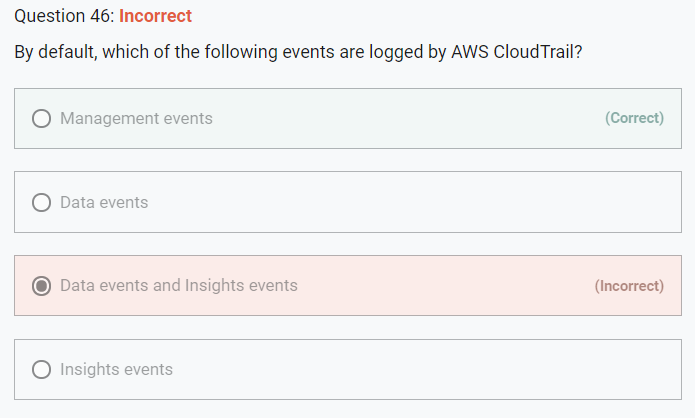 Question 46: Incorrect
By default, which of the following events are logged by AWS CloudTrail?
Management events (Correct)
Data events
Data events and Insights events (Incorrect)
Insights events